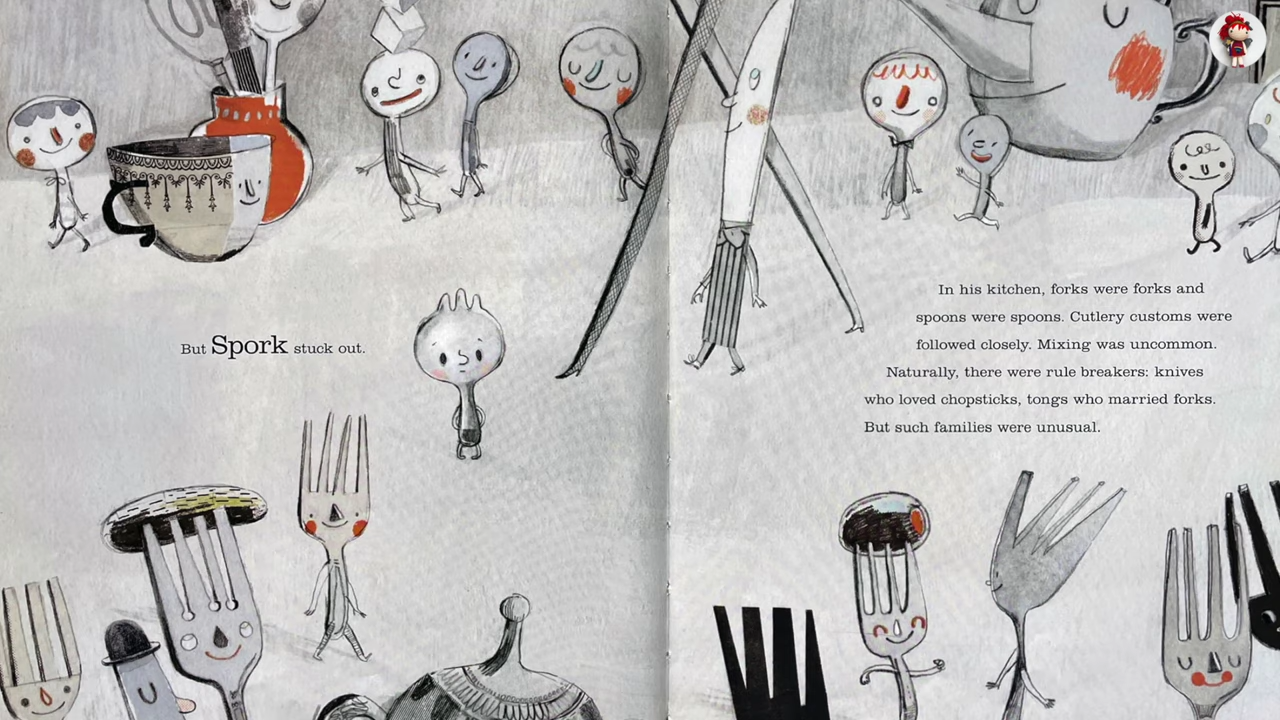 But Spork stuck out.
In his kitchen, forks were forks and
spoons were spoons. Cutlery customs were
followed closely. Mixing was uncommon.
Naturally, there were rule breakers: knives
who loved chopsticks, tongs who married forks.
But such families were unusual.